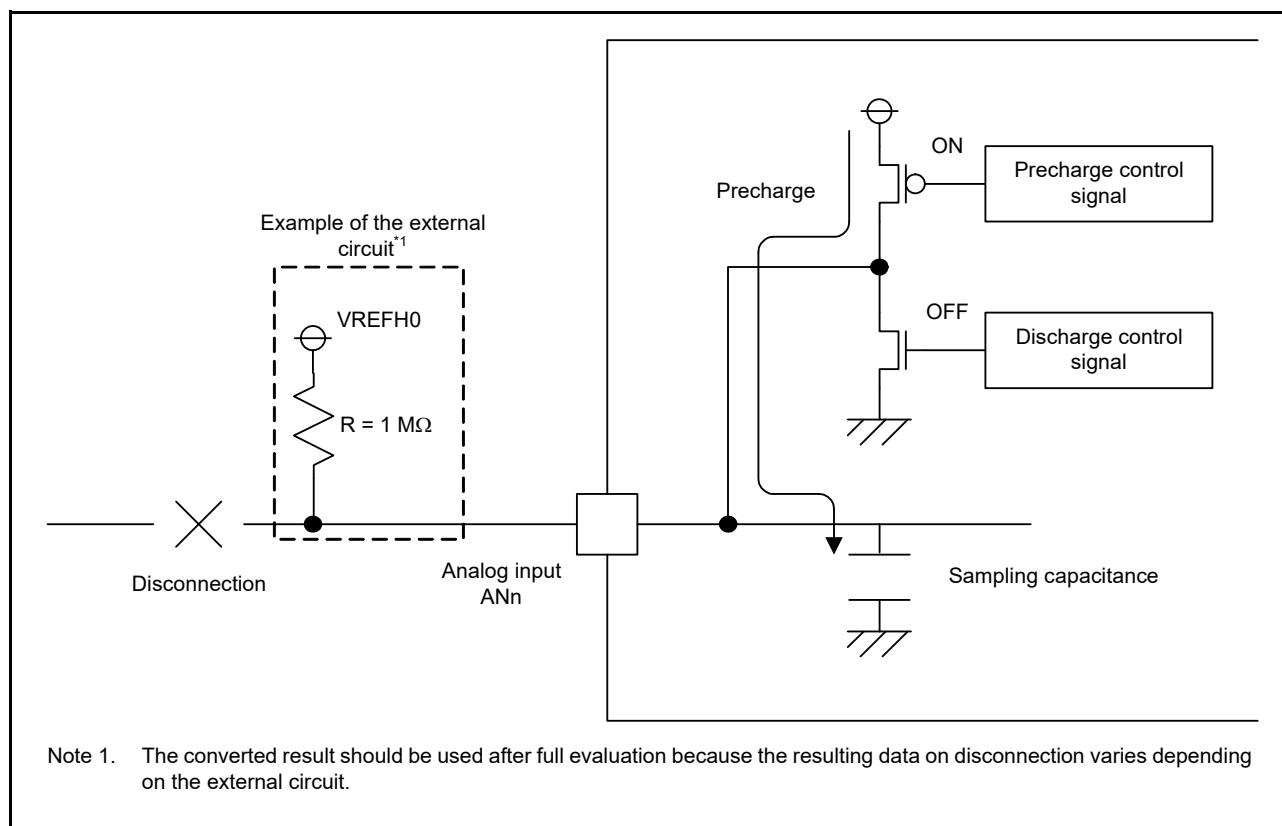 ON
Precharge control
signal
Precharge
Example of the external
circuit*1
VREFH0
OFF
Discharge control
signal
R = 1 MΩ
Disconnection
Analog input
ANn
Sampling capacitance
Note 1. The converted result should be used after full evaluation because the resulting data on disconnection varies depending
on the external circuit.